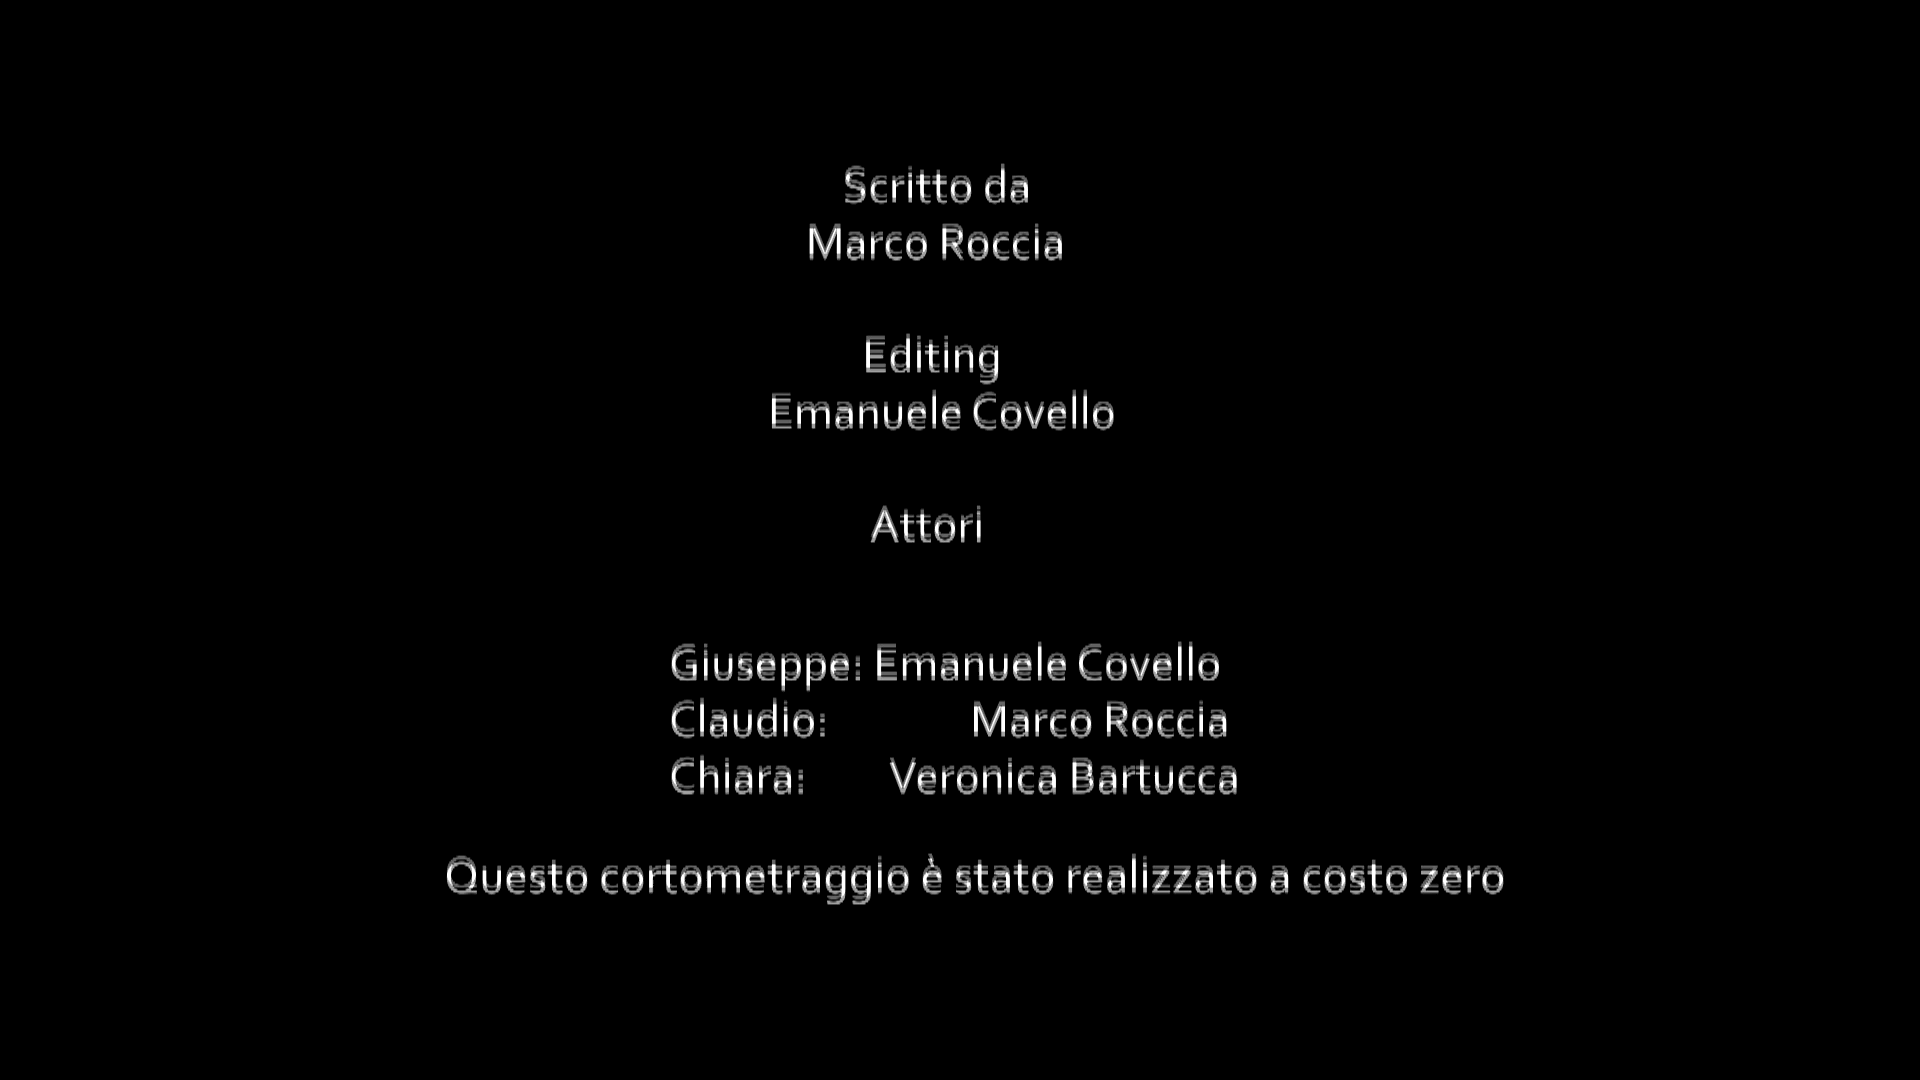 Scritto da
Marco Roccia
Editing
Emanuele Covello
Attori
Giuseppe: Emanuele Covello
Claudio: Marco Roccia
Chiara: Veronica Bartucca
Questo cortometraggio è stato realizzato a costo zero